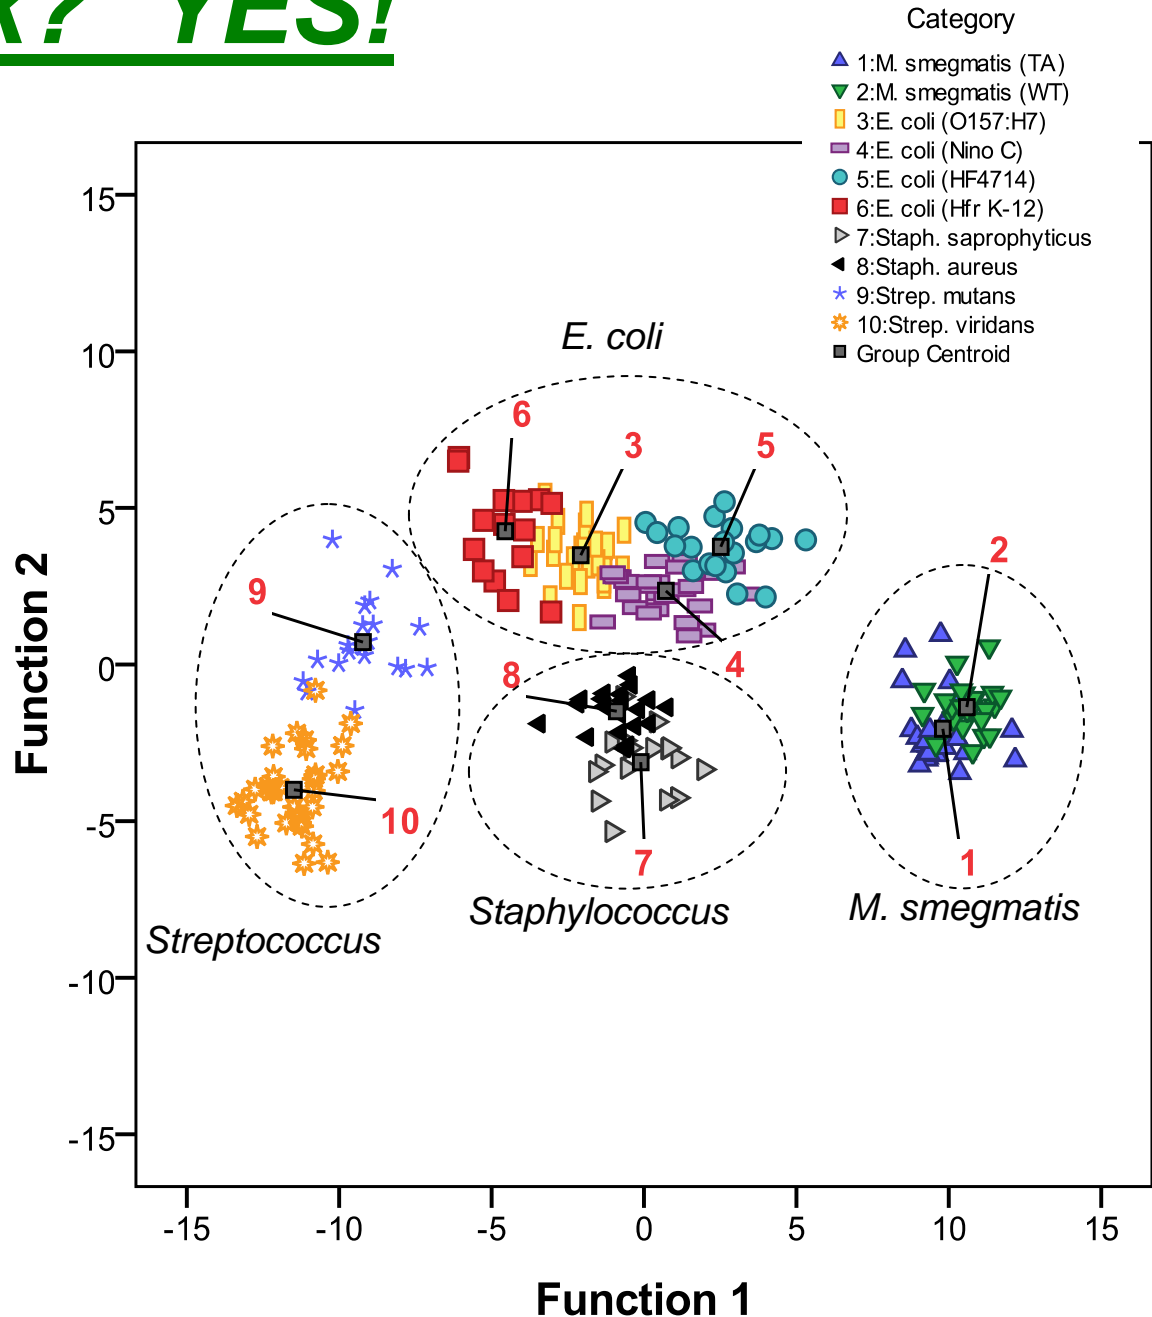 ? YES!
Category
1:M. smegmatis (TA)
2:M. smegmatis (WT)
3:E. coli (O157:H7)
4:E. coli (Nino C)
5:E. coli (HF4714)
6:E. coli (Hfr K-12)
7:Staph. saprophyticus
8:Staph. aureus
9:Strep. mutans
10:Strep. viridans
Group Centroid
15
10
5
0
-5
-10
-15
Function 2
E. coli
6
3
5
2
9
8
4
10
7
1
Streptococcus
Staphylococcus
M. smegmatis
-15
-10
-5
0
5
10
15
Function 1